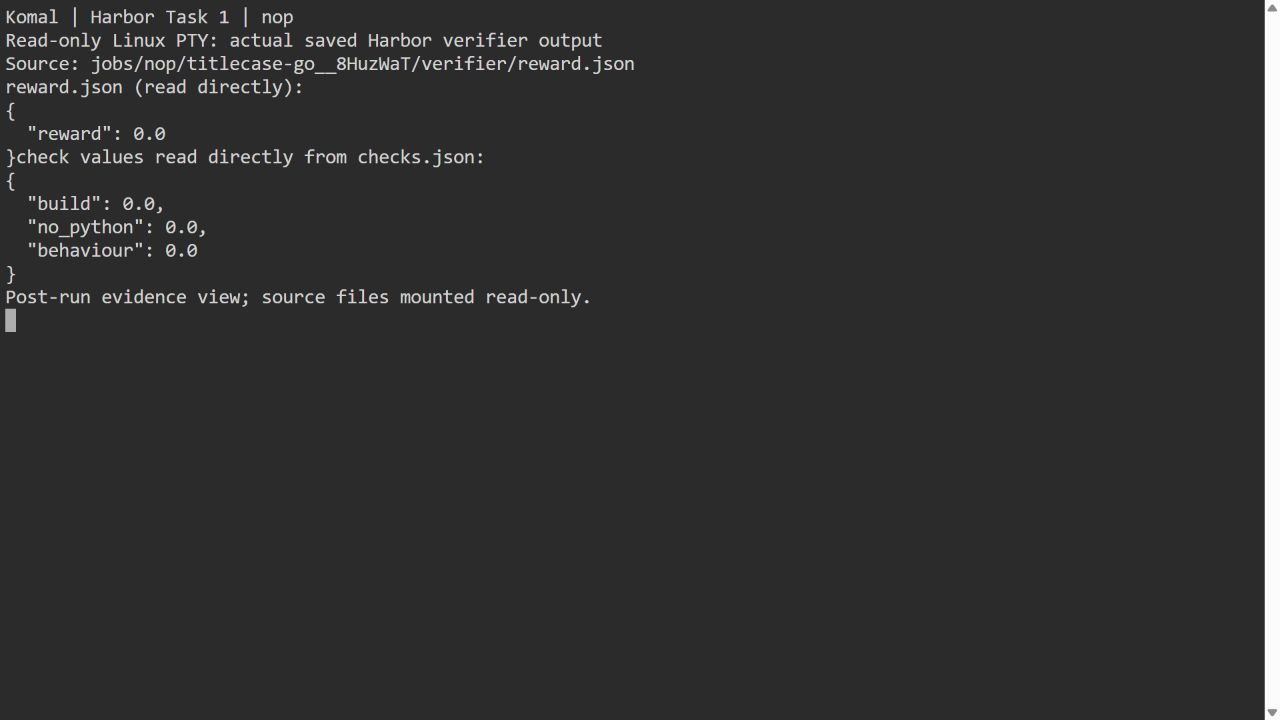 Komal | Harbor Task 1 | nop
Read-only Linux PTY: actual saved Harbor verifier output
Source: jobs/nop/titlecase-go__8HuzWaT/verifier/reward.json
reward.json (read directly):
{
  "reward": 0.0
}check values read directly from checks.json:
{
  "build": 0.0,
  "no_python": 0.0,
  "behaviour": 0.0
}
Post-run evidence view; source files mounted read-only.